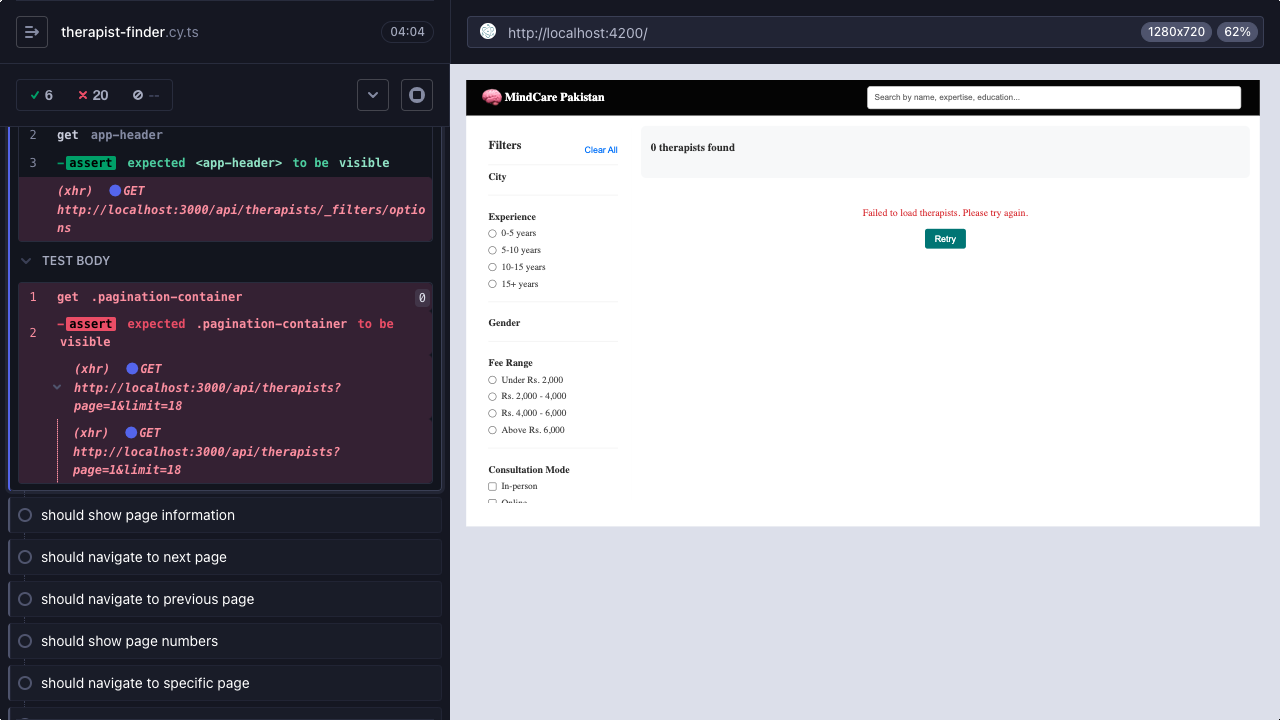 therapist-finder.cy.ts
04:04
6
20
--
2 get app-header
3 -assert expected <app-header> to be visible
(xhr) GET
http://localhost:3000/api/therapists/_filters/optio
ns
TEST BODY
1 get .pagination-container 0
2 -assert expected .pagination-container to be
visible
(xhr) GET
http://localhost:3000/api/therapists?
page=1&limit=18
(xhr) GET
http://localhost:3000/api/therapists?
page=1&limit=18
should show page information
should navigate to next page
should navigate to previous page
should show page numbers
should navigate to specific page
http://localhost:4200/
1280x720
62%
MindCare Pakistan
Search by name, expertise, education...
Filters
Clear All
City
Experience
0-5 years
5-10 years
10-15 years
15+ years
Gender
Fee Range
Under Rs. 2,000
Rs. 2,000 - 4,000
Rs. 4,000 - 6,000
Above Rs. 6,000
Consultation Mode
In-person
Online
0 therapists found
Failed to load therapists. Please try again.
Retry